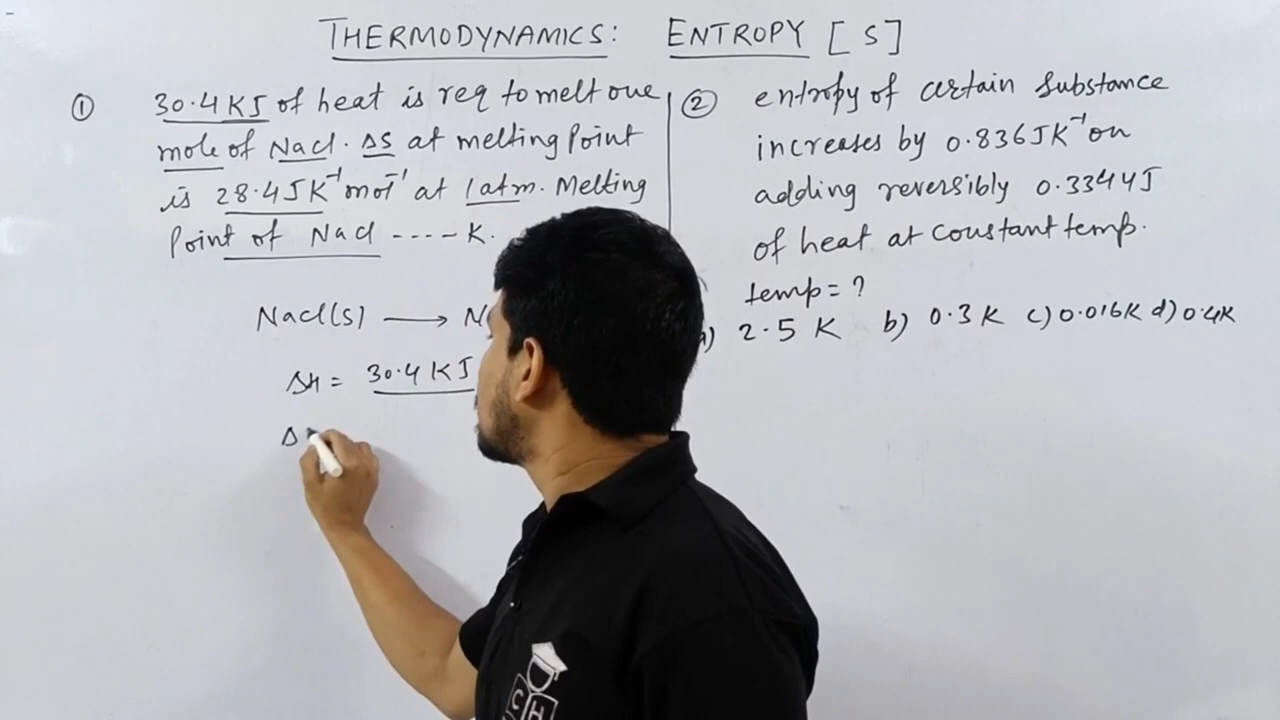 THERMODYNAMICS: ENTROPY [S]
① 30.4 KJ of heat is req to melt one
mole of Nacl. ΔS at melting Point
is 28.4 JK⁻¹ mol⁻¹ at 1 atm. Melting
Point of Nacl ---- K.
Nacl(s) ⟶ N
ΔH = 30.4 KJ
Δ
② entropy of certain substance
increases by 0.836 JK⁻¹ on
adding reversibly 0.3344 J
of heat at constant temp.
temp = ?
a) 2.5 K b) 0.3 K c) 0.016K d) 0.4K